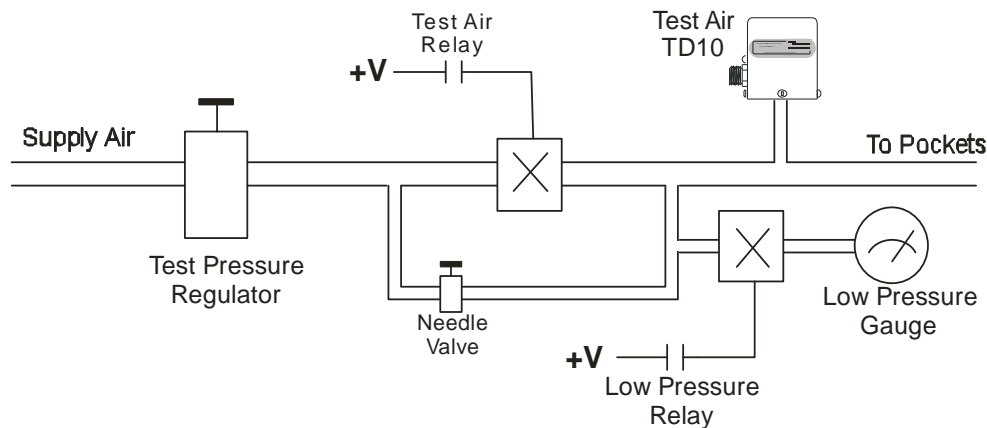 Test Air
Relay
+V
Test Air
TD10
Supply Air
To Pockets
Test Pressure
Regulator
Needle
Valve
Low Pressure
Gauge
+V
Low Pressure
Relay